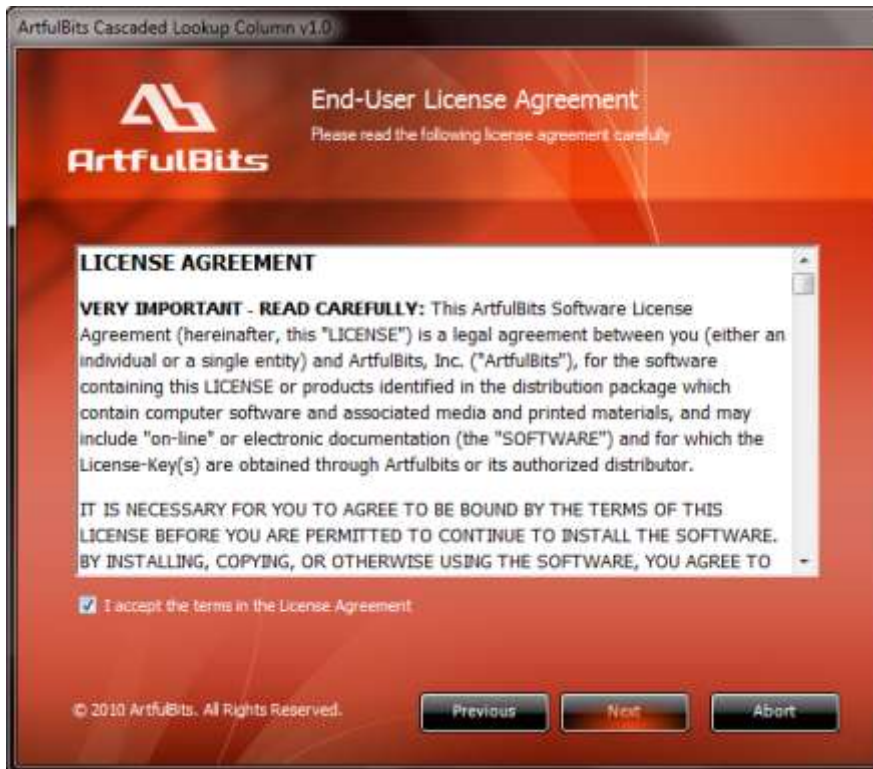 ArtfulBits Cascaded Lookup Column v1.0
ArtfulBits
End-User License Agreement
Please read the following license agreement carefully
LICENSE AGREEMENT
VERY IMPORTANT - READ CAREFULLY: This ArtfulBits Software License
Agreement (hereinafter, this "LICENSE") is a legal agreement between you (either an
individual or a single entity) and ArtfulBits, Inc. ("ArtfulBits"), for the software
containing this LICENSE or products identified in the distribution package which
contain computer software and associated media and printed materials, and may
include "on-line" or electronic documentation (the "SOFTWARE") and for which the
License-Key(s) are obtained through Artfulbits or its authorized distributor.
IT IS NECESSARY FOR YOU TO AGREE TO BE BOUND BY THE TERMS OF THIS
LICENSE BEFORE YOU ARE PERMITTED TO CONTINUE TO INSTALL THE SOFTWARE.
BY INSTALLING, COPYING, OR OTHERWISE USING THE SOFTWARE, YOU AGREE TO
I accept the terms in the License Agreement
© 2010 ArtfulBits. All Rights Reserved.
Previous
Next
Abort